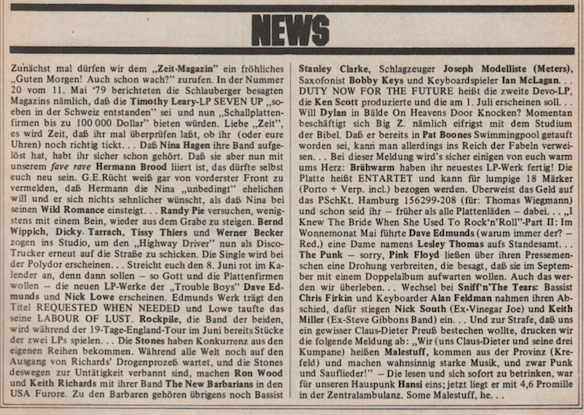 NEWS
Zunächst mal dürfen wir dem „Zeit-Magazin" ein fröhliches
„Guten Morgen! Auch schon wach?" zurufen. In der Nummer
20 vom 11. Mai '79 berichteten die Schlauberger besagten
Magazins nämlich, daß die Timothy Leary-LP SEVEN UP „so-
eben in der Schweiz entstanden" sei und nun „Schallplatten-
firmen bis zu 100 000 Dollar" bieten würden. Liebe „Zeit",
es wird Zeit, daß ihr mal überprüfen laßt, ob ihr (oder eure
Uhren) noch richtig tickt... Daß Nina Hagen ihre Band aufge-
löst hat, habt ihr sicher schon gehört. Daß sie aber nun mit
unserem fave rave Hermann Brood liiert ist, das dürfte selbst
euch neu sein. G.E.Rücht weiß gar von vorderster Front zu
vermelden, daß Hermann die Nina „unbedingt" ehelichen
will und er sich nichts sehnlicher wünscht, als daß Nina bei
seinen Wild Romance einsteigt... Randy Pie versuchen, wenig-
stens mit einem Bein, wieder aus dem Grabe zu steigen. Bernd
Wippich, Dicky Tarrach, Tissy Thiers und Werner Becker
zogen ins Studio, um den „Highway Driver" nun als Disco-
Trucker erneut auf die Straße zu schicken. Die Single wird bei
der Polydor erscheinen... Streicht euch den 8. Juni rot im Ka-
lender an, denn dann sollen — so Gott und die Plattenfirmen
wollen — die neuen LP-Werke der „Trouble Boys" Dave Ed-
munds und Nick Lowe erscheinen. Edmunds Werk trägt den
Titel REQUESTED WHEN NEEDED und Lowe taufte das
seine LABOUR OF LUST. Rockpile, die Band der beiden,
wird während der 19-Tage-England-Tour im Juni bereits Stücke
der zwei LPs spielen... Die Stones haben Konkurrenz aus den
eigenen Reihen bekommen. Während alle Welt noch auf den
Ausgang von Richards' Drogenprozeß wartet, und die Stones
deswegen zur Untätigkeit verbannt sind, machen Ron Wood
und Keith Richards mit ihrer Band The New Barbarians in den
USA Furore. Zu den Barbaren gehören übrigens noch Bassist
Stanley Clarke, Schlagzeuger Joseph Modelliste (Meters),
Saxofonist Bobby Keys und Keyboardspieler Ian McLagan...
DUTY NOW FOR THE FUTURE heißt die zweite Devo-LP,
die Ken Scott produzierte und die am 1. Juli erscheinen soll...
Will Dylan in Bälde On Heavens Door Knocken? Momentan
beschäftigt sich Big Z. nämlich eifrigst mit dem Studium
der Bibel. Daß er bereits in Pat Boones Swimmingpool getauft
worden sei, kann man allerdings ins Reich der Fabeln verwei-
sen... Bei dieser Meldung wird's sicher einigen von euch warm
ums Herz: Brühwarm haben ihr neuestes LP-Werk fertig! Die
Platte heißt ENTARTET und kann für lumpige 18 Märker
(Porto + Verp. incl.) bezogen werden. Überweist das Geld auf
das PSchKt. Hamburg 156299-208 (für: Thomas Wiegmann)
und schon seid ihr — früher als alle Plattenläden — dabei... „I
Knew The Bride When She Used To Rock'n'Roll"-Part II: Im
Wonnemonat Mai führte Dave Edmunds (warum immer der? —
Red.) eine Dame namens Lesley Thomas aufs Standesamt...
The Punk — sorry, Pink Floyd ließen über ihren Pressemen-
schen eine Drohung verbreiten, die besagt, daß sie im Septem-
ber mit einem Doppelalbum aufwarten wollen. Auch das wer-
den wir überleben... Wechsel bei Sniff'n'The Tears: Bassist
Chris Firkin und Keyboarder Alan Feldman nahmen ihren Ab-
schied, dafür stiegen Nick South (Ex-Vinegar Joe) und Keith
Miller (Ex-Steve Gibbons Band) ein... Und zur Strafe, daß uns
ein gewisser Claus-Dieter Preuß bestechen wollte, drucken wir
die folgende Meldung ab: „Wir (uns Claus-Dieter und seine drei
Kumpane) heißen Malestuff, kommen aus der Provinz (Kre-
feld) und machen wahnsinnig starke Musik, und zwar Punk
und Sauflieder!" — Die lesen und sich sofort zu betrinken, war
für unseren Hauspunk Hansi eins; jetzt liegt er mit 4,6 Promille
in der Zentralambulanz. Some Malestuff, he...